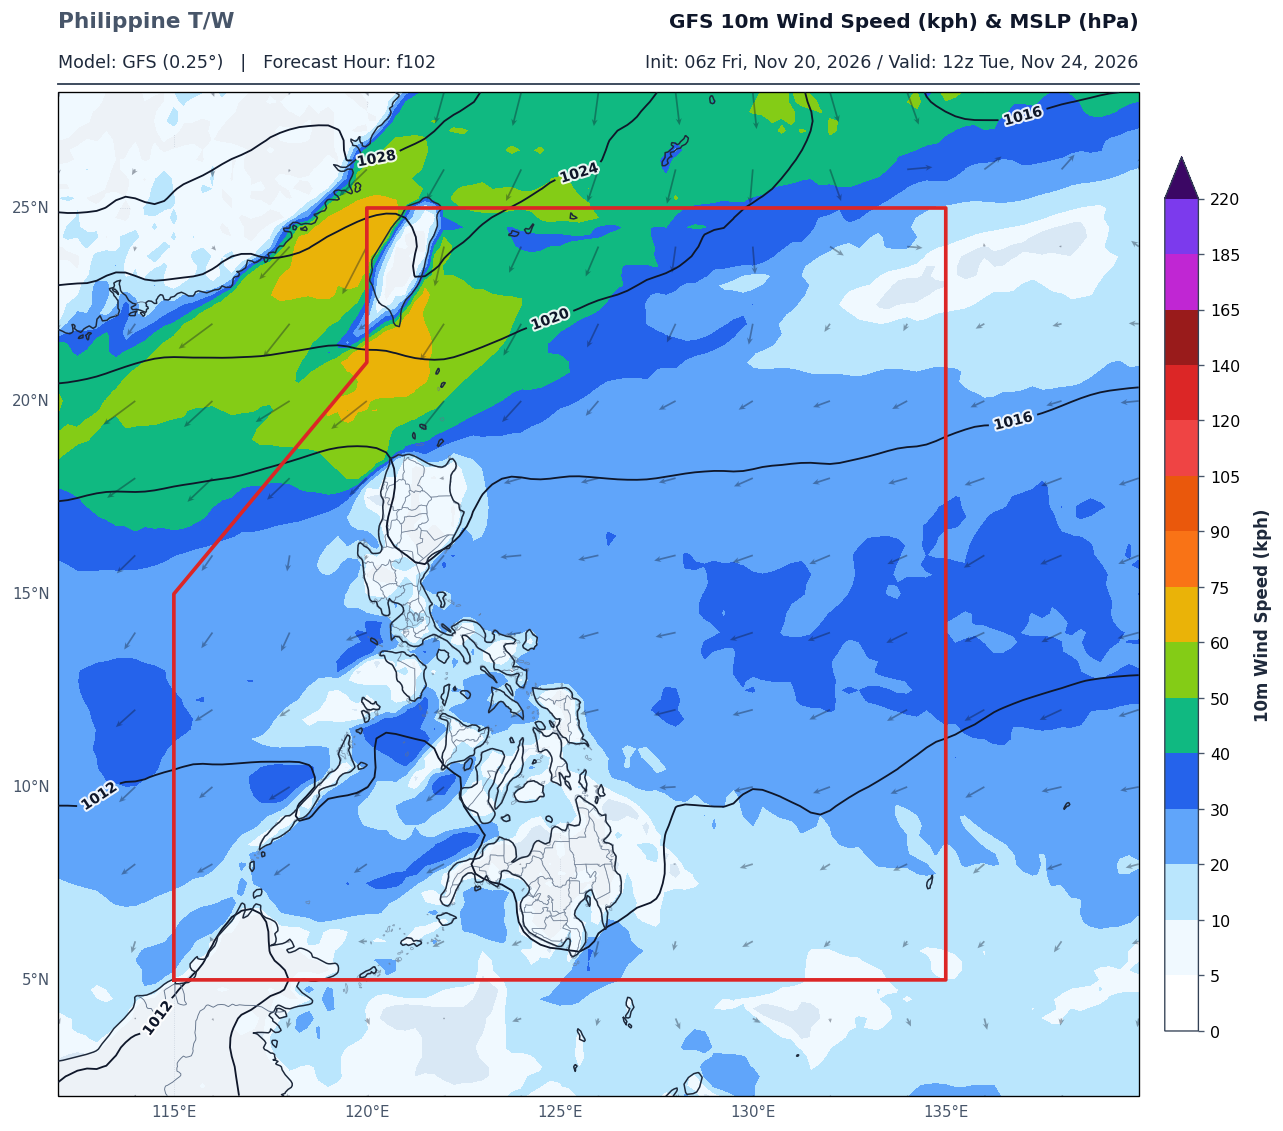 Philippine T/W
GFS 10m Wind Speed (kph) & MSLP (hPa)
Model: GFS (0.25°) | Forecast Hour: f102
Init: 06z Fri, Nov 20, 2026 / Valid: 12z Tue, Nov 24, 2026
1016
1028
1024
1020
1016
1012
1012
25°N
20°N
15°N
10°N
5°N
115°E
120°E
125°E
130°E
135°E
220
185
165
140
120
105
90
75
60
50
40
30
20
10
5
0
10m Wind Speed (kph)